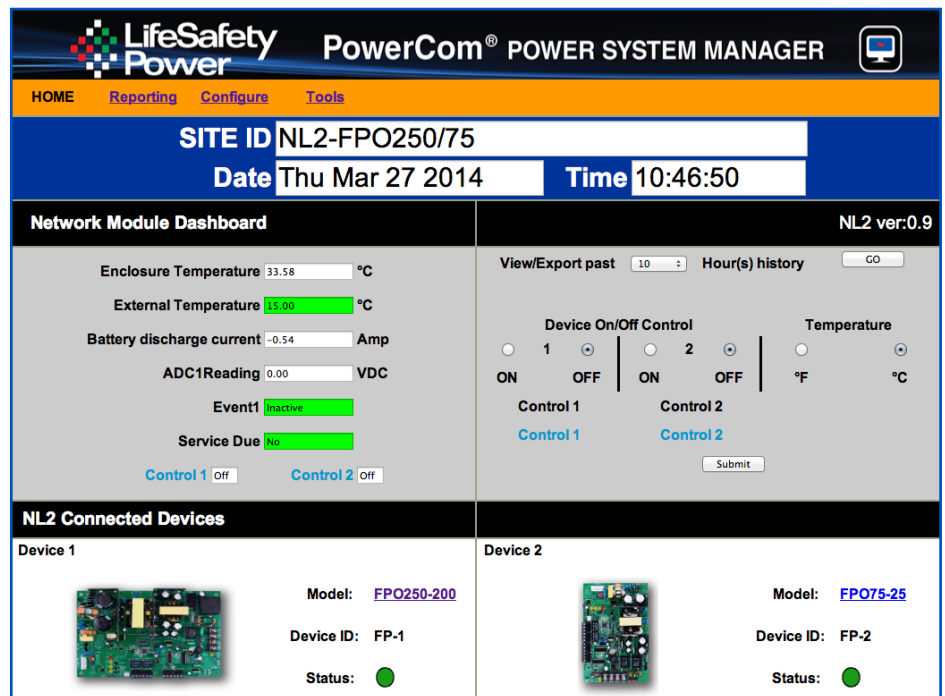 LifeSafety Power PowerCom® POWER SYSTEM MANAGER
HOME Reporting Configure Tools
SITE ID NL2-FPO250/75
Date Thu Mar 27 2014 Time 10:46:50
Network Module Dashboard
NL2 ver:0.9
Enclosure Temperature 33.58 °C
External Temperature 15.00 °C
Battery discharge current -0.54 Amp
ADC1Reading 0.00 VDC
Event1 Inactive
Service Due No
Control 1 Off Control 2 Off
View/Export past 10 Hour(s) history GO
Device On/Off Control Temperature
1 2
ON OFF ON OFF °F °C
Control 1 Control 2
Control 1 Control 2
Submit
NL2 Connected Devices
Device 1
Model: FPO250-200
Device ID: FP-1
Status:
Device 2
Model: FPO75-25
Device ID: FP-2
Status: